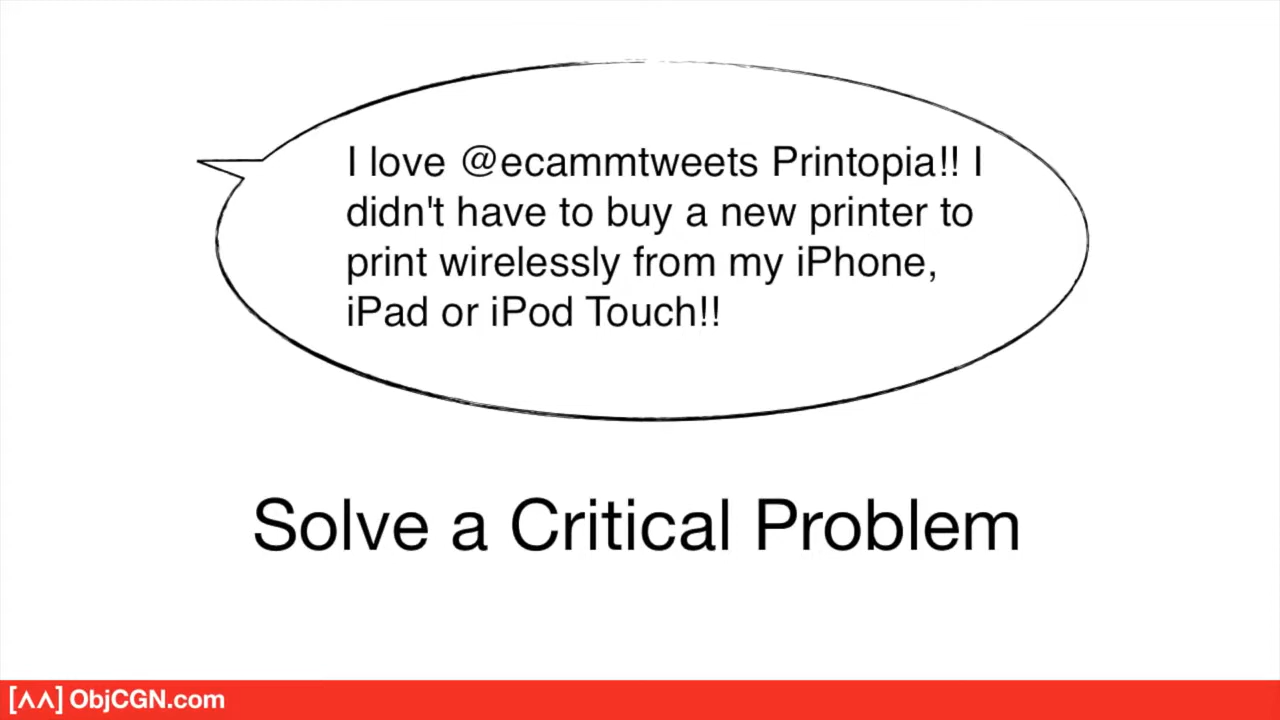 I love @ecammtweets Printopia!! I
didn't have to buy a new printer to
print wirelessly from my iPhone,
iPad or iPod Touch!!
Solve a Critical Problem
[ʌʌ] ObjCGN.com